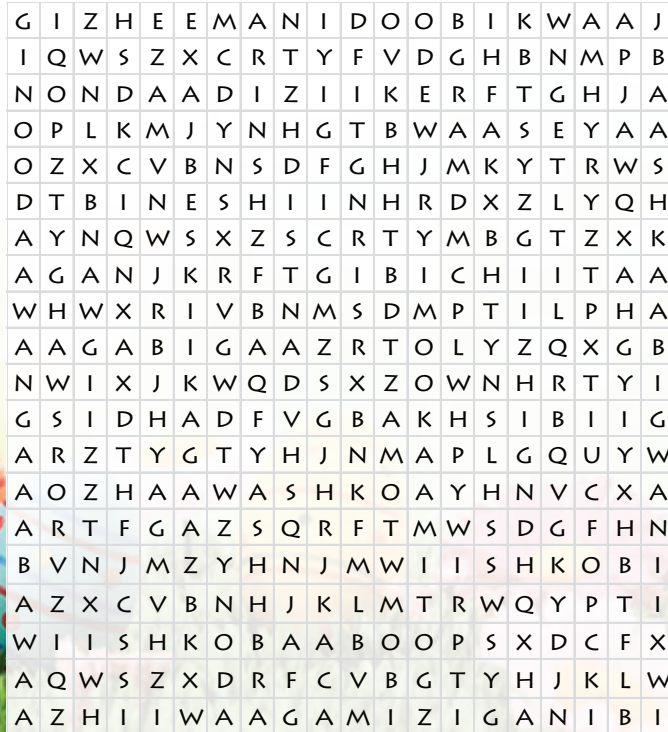 G I Z H E E M A N I D O O B I K W A A J
I Q W S Z X C R T Y F V D G H B N M P B
N O N D A A D I Z I I K E R F T G H J A
O P L K M J Y N H G T B W A A S E Y A A
O Z X C V B N S D F G H J M K Y T R W S
D T B I N E S H I I N H R D X Z L Y Q H
A Y N Q W S X Z S C R T Y M B G T Z X K
A G A N J K R F T G I B I C H I I T A A
W H W X R I V B N M S D M P T I L P H A
A A G A B I G A A Z R T O L Y Z Q X G B
N W I X J K W Q D S X Z O W N H R T Y I
G S I D H A D F V G B A K H S I B I I G
A R Z T Y G T Y H J N M A P L G Q U Y W
A O Z H A A W A S H K O A Y H N V C X A
A R T F G A Z S Q R F T M W S D G F H N
B V N J M Z Y H N J M W I I S H K O B I
A Z X C V B N H J K L M T R W Q Y P T I
W I I S H K O B A A B O O P S X D C F X
A Q W S Z X D R F C V B G T Y H J K L W
A Z H I I W A A G A M I Z I G A N I B I